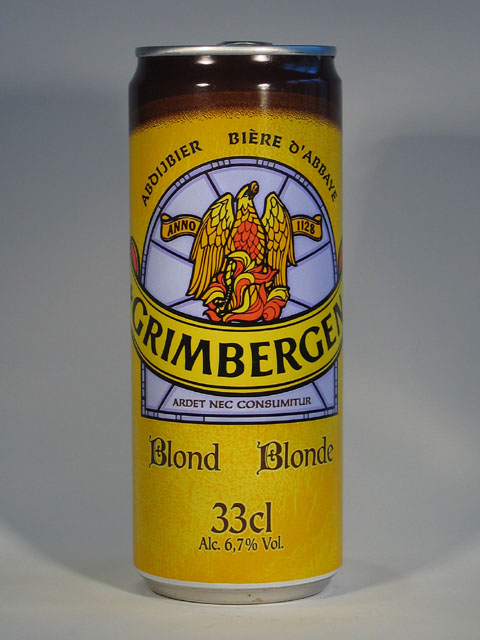 ABDIJBIER BIÈRE D'ABBAYE
ANNO 1128
GRIMBERGEN
ARDET NEC CONSUMITUR
Blond Blonde
33cl
Alc. 6,7% Vol.